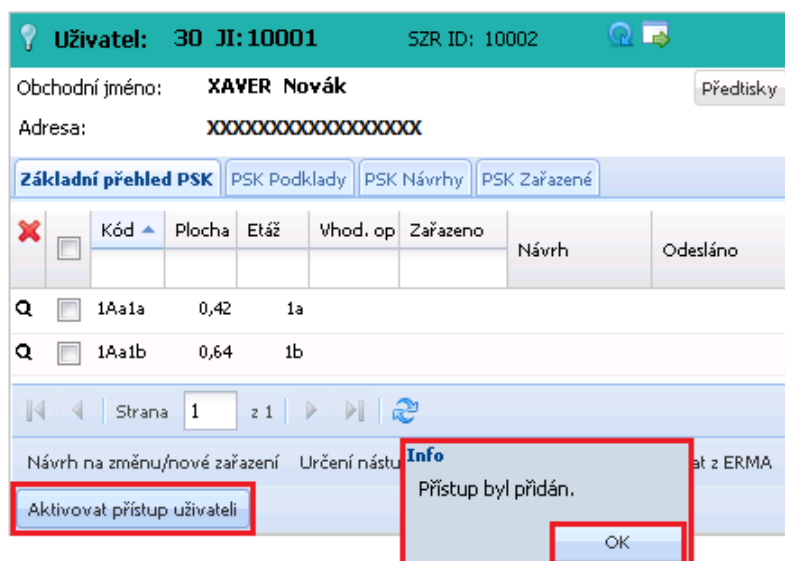 Uživatel: 30 JI: 10001 SZR ID: 10002
Obchodní jméno: XAVER Novák Předtisky
Adresa: XXXXXXXXXXXXXXXXX
Základní přehled PSK PSK Podklady PSK Návrhy PSK Zařazené
Kód Plocha Etáž Vhod. op Zařazeno Návrh Odesláno
1Aa1a 0,42 1a
1Aa1b 0,64 1b
Strana 1 z 1
Návrh na změnu/nové zařazení Určení nástu at z ERMA
Info
Přístup byl přidán.
Aktivovat přístup uživateli
OK